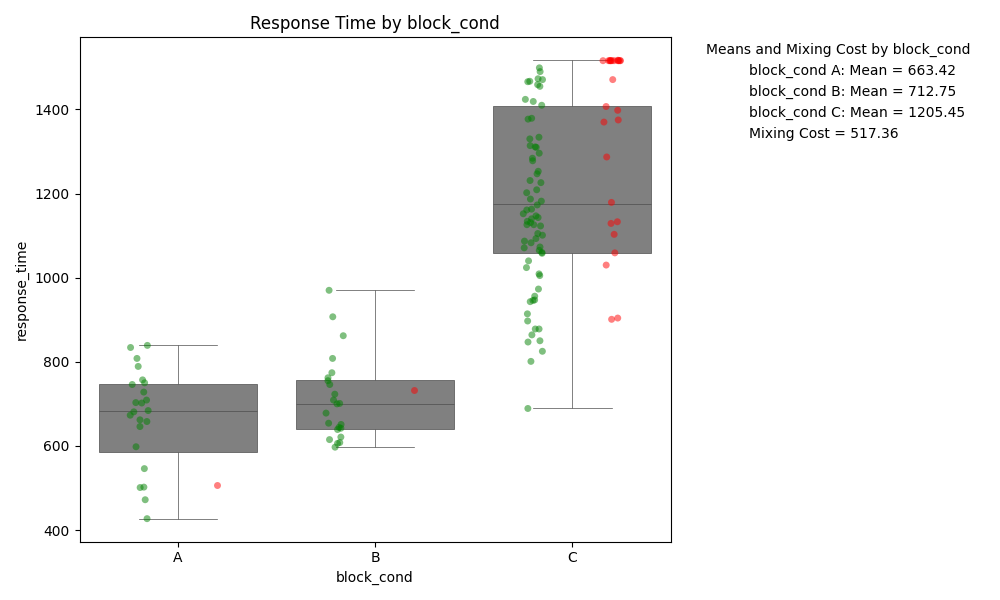 Response Time by block_cond
Means and Mixing Cost by block_cond
block_cond A: Mean = 663.42
block_cond B: Mean = 712.75
block_cond C: Mean = 1205.45
Mixing Cost = 517.36
response_time
1400
1200
1000
800
600
400
A B C
block_cond